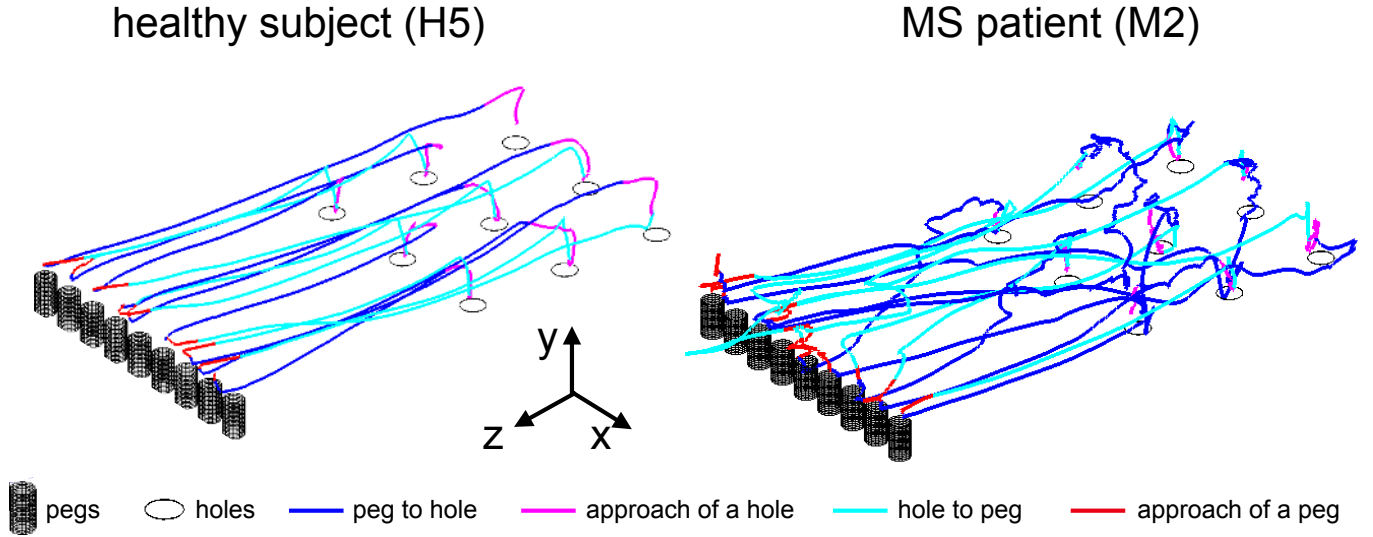 healthy subject (H5)
MS patient (M2)
y
z
x
pegs
holes
peg to hole
approach of a hole
hole to peg
approach of a peg